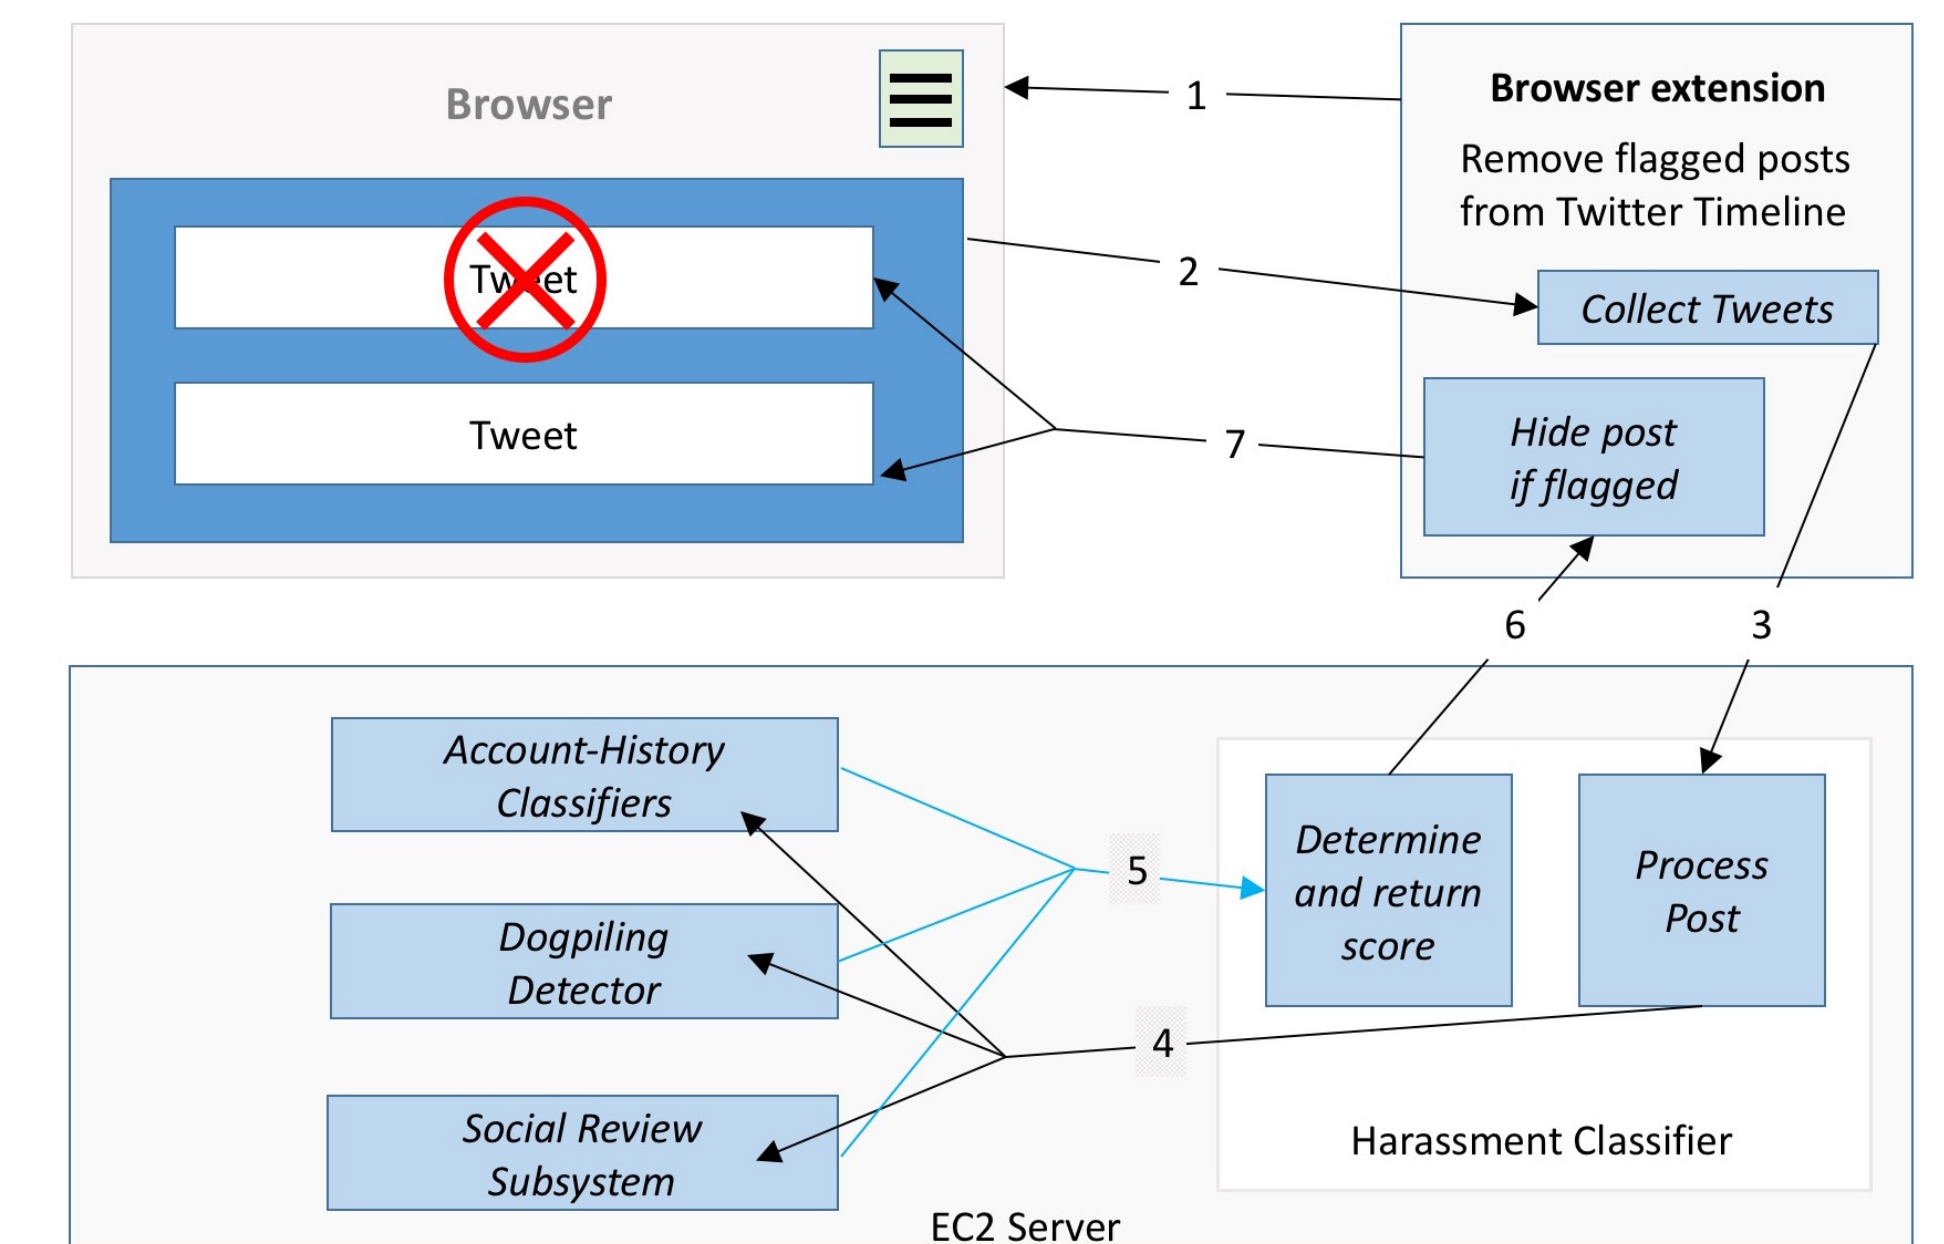 Browser
1
Browser extension
Remove flagged posts
from Twitter Timeline
Tweet
2
Collect Tweets
Tweet
7
Hide post
if flagged
6
3
Account-History
Classifiers
5
Determine
and return
score
Process
Post
Dogpiling
Detector
4
Social Review
Subsystem
Harassment Classifier
EC2 Server